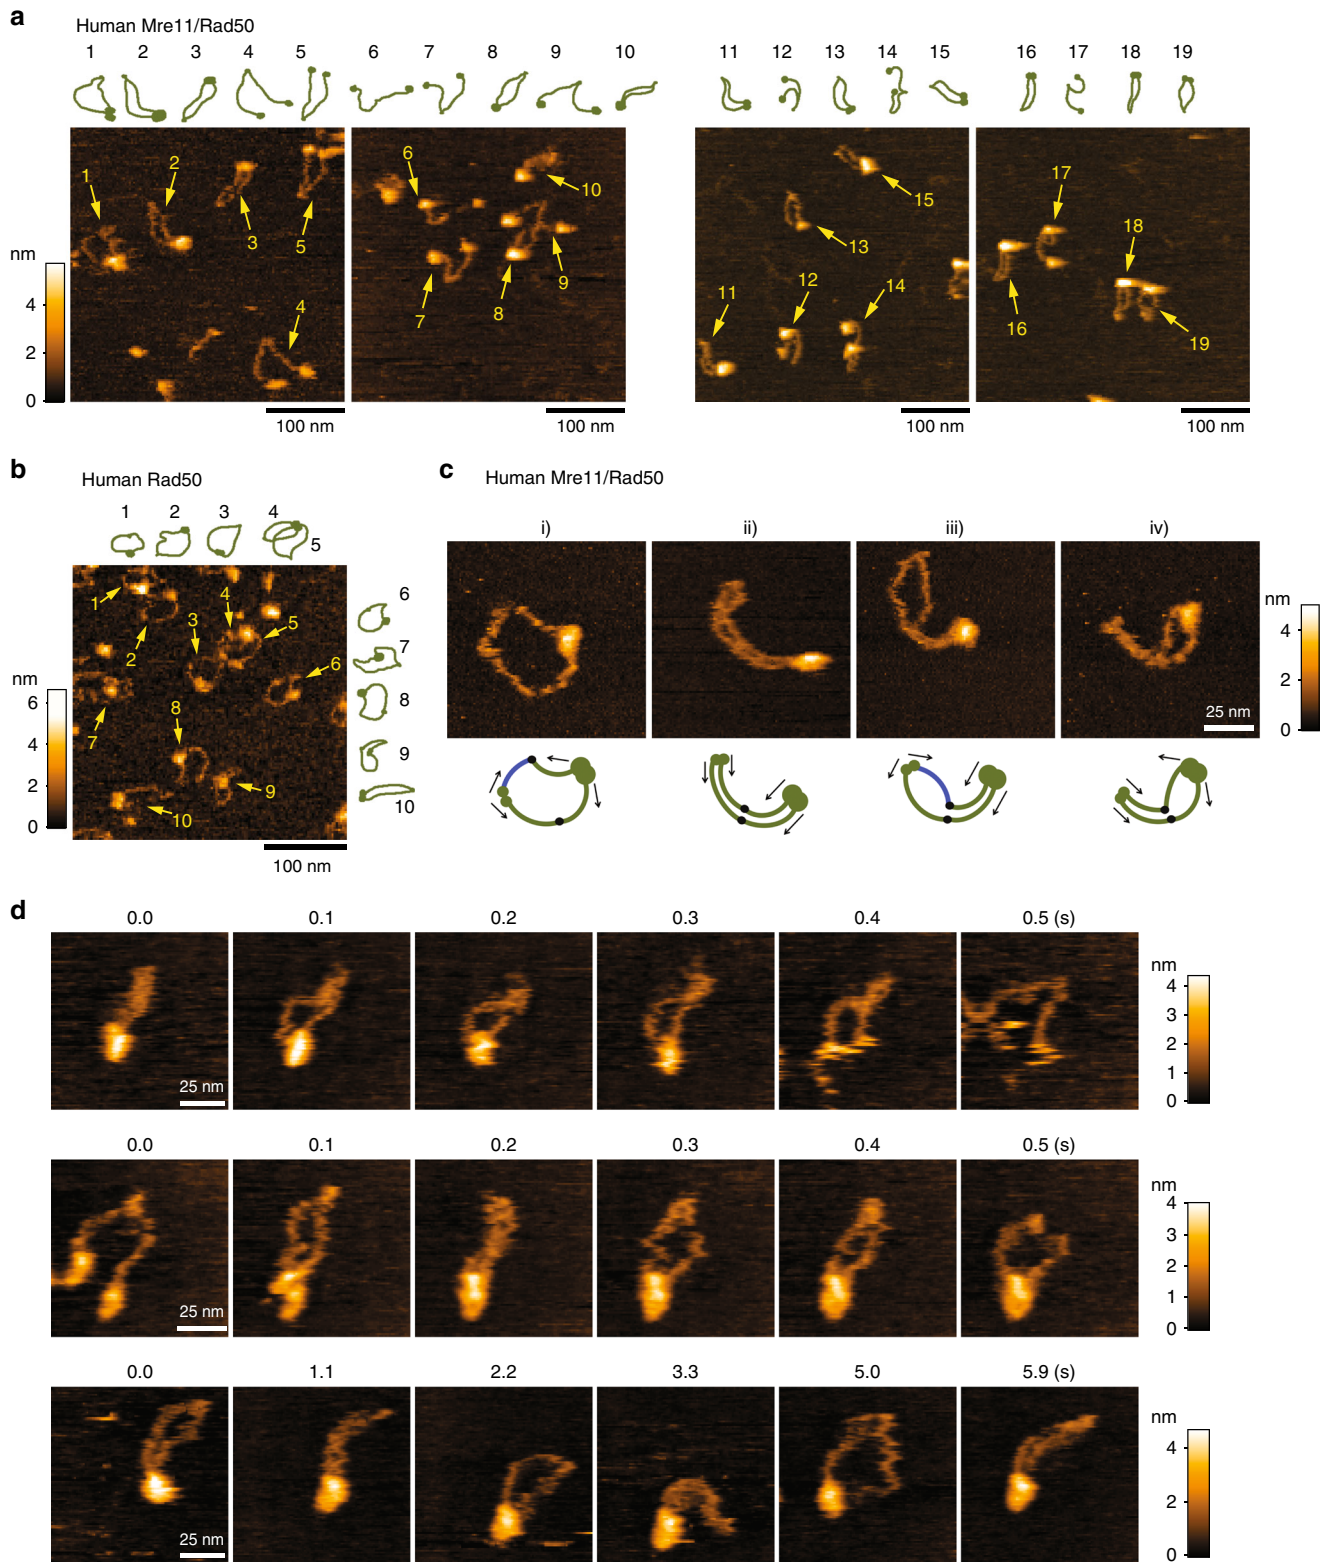 a
Human Mre11/Rad50
1 2 3 4 5 6 7 8 9 10 11 12 13 14 15 16 17 18 19
1
2
3
4
5
6
7
8
9
10
11
12
13
14
15
16
17
18
19
nm
4
2
0
100 nm 100 nm 100 nm 100 nm
b
Human Rad50
1 2 3 4
5
6
7
8
9
10
1
2
3
4
5
6
7
8
9
10
nm
6
4
2
0
100 nm
c
Human Mre11/Rad50
i) ii) iii) iv)
25 nm
nm
4
2
0
d
0.0 0.1 0.2 0.3 0.4 0.5 (s)
25 nm
nm
4
3
2
1
0
0.0 0.1 0.2 0.3 0.4 0.5 (s)
25 nm
nm
4
3
2
1
0
0.0 1.1 2.2 3.3 5.0 5.9 (s)
25 nm
nm
4
2
0